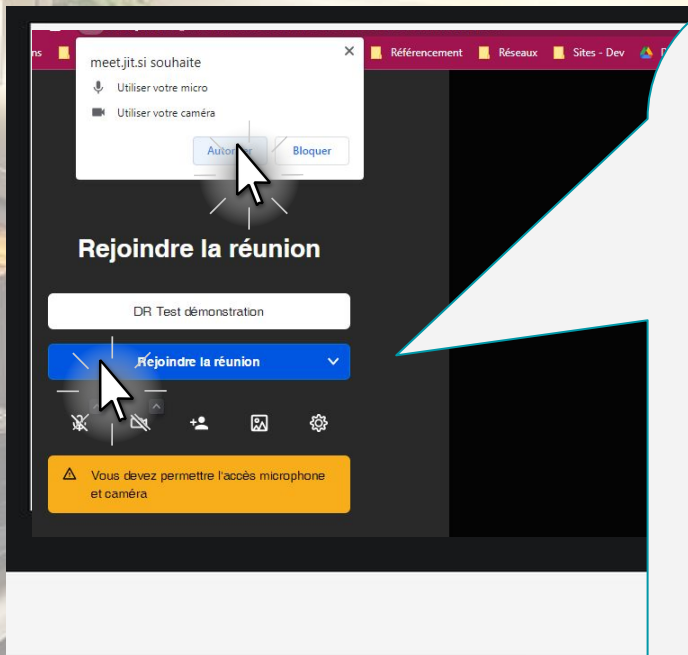 Référencement Réseaux Sites - Dev
meet.jit.si souhaite
Utiliser votre micro
Utiliser votre caméra
Bloquer
Rejoindre la réunion
DR Test démonstration
Rejoindre la réunion
Vous devez permettre l'accès microphone
et caméra